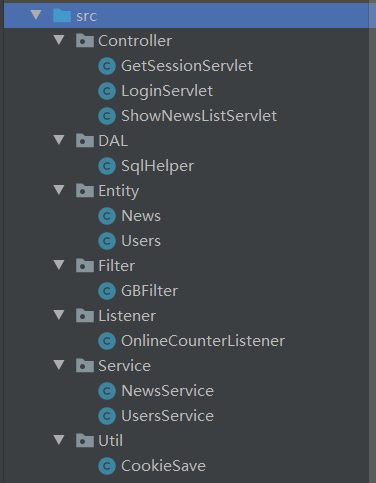 src
Controller
GetSessionServlet
LoginServlet
ShowNewsListServlet
DAL
SqlHelper
Entity
News
Users
Filter
GBFilter
Listener
OnlineCounterListener
Service
NewsService
UsersService
Util
CookieSave